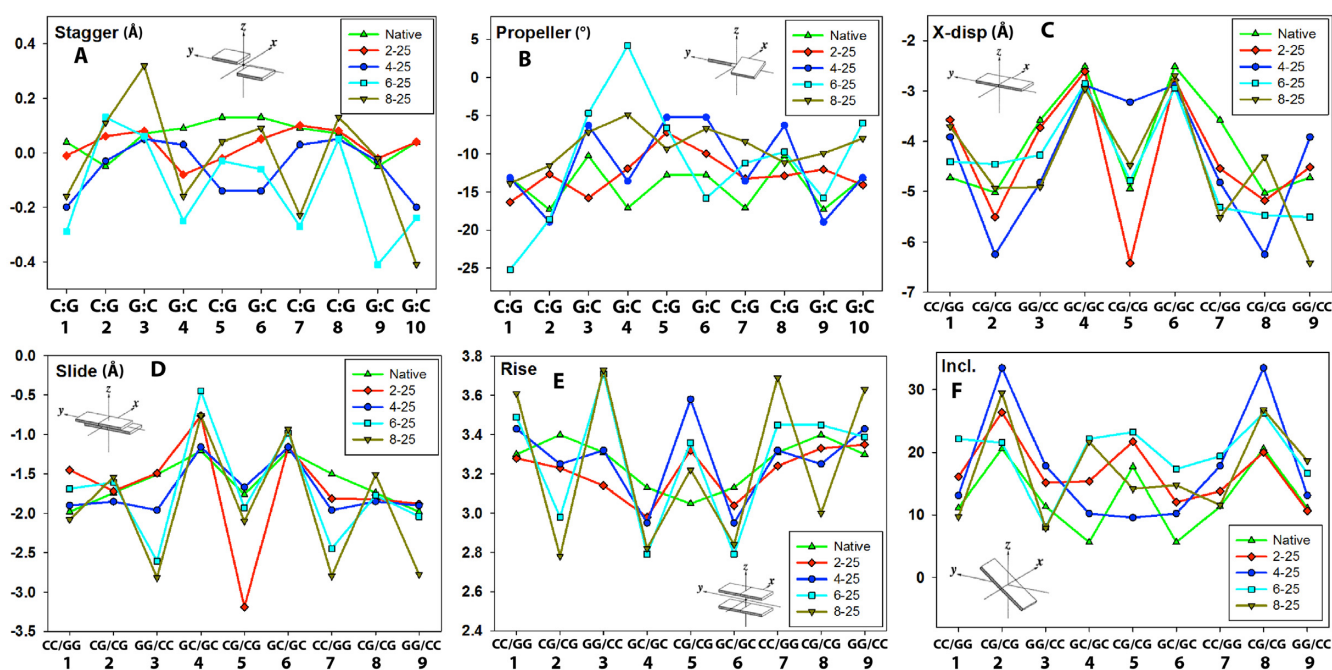 Stagger (Å)
A
z
y
x
Native
2-25
4-25
6-25
8-25
0.4
0.2
0.0
-0.2
-0.4
C:G C:G G:C G:C C:G G:C C:G C:G G:C G:C
1 2 3 4 5 6 7 8 9 10
Propeller (°)
B
z
y
x
Native
2-25
4-25
6-25
8-25
5
0
-5
-10
-15
-20
-25
C:G C:G G:C G:C C:G G:C C:G C:G G:C G:C
1 2 3 4 5 6 7 8 9 10
X-disp (Å)
C
z
y
x
Native
2-25
4-25
6-25
8-25
-2
-3
-4
-5
-6
-7
CC/GG CG/CG GG/CC GC/GC CG/CG GC/GC CC/GG CG/CG GG/CC
1 2 3 4 5 6 7 8 9
Slide (Å)
D
z
y
x
Native
2-25
4-25
6-25
8-25
0.0
-0.5
-1.0
-1.5
-2.0
-2.5
-3.0
-3.5
CC/GG CG/CG GG/CC GC/GC CG/CG GC/GC CC/GG CG/CG GG/CC
1 2 3 4 5 6 7 8 9
Rise
E
3.8
3.6
3.4
3.2
3.0
2.8
2.6
2.4
Native
2-25
4-25
6-25
8-25
z
y
x
CC/GG CG/CG GG/CC GC/GC CG/CG GC/GC CC/GG CG/CG GG/CC
1 2 3 4 5 6 7 8 9
Incl.
F
30
20
10
0
Native
2-25
4-25
6-25
8-25
z
y
x
CC/GG CG/CG GG/CC GC/GC CG/CG GC/GC CC/GG CG/CG GG/CC
1 2 3 4 5 6 7 8 9